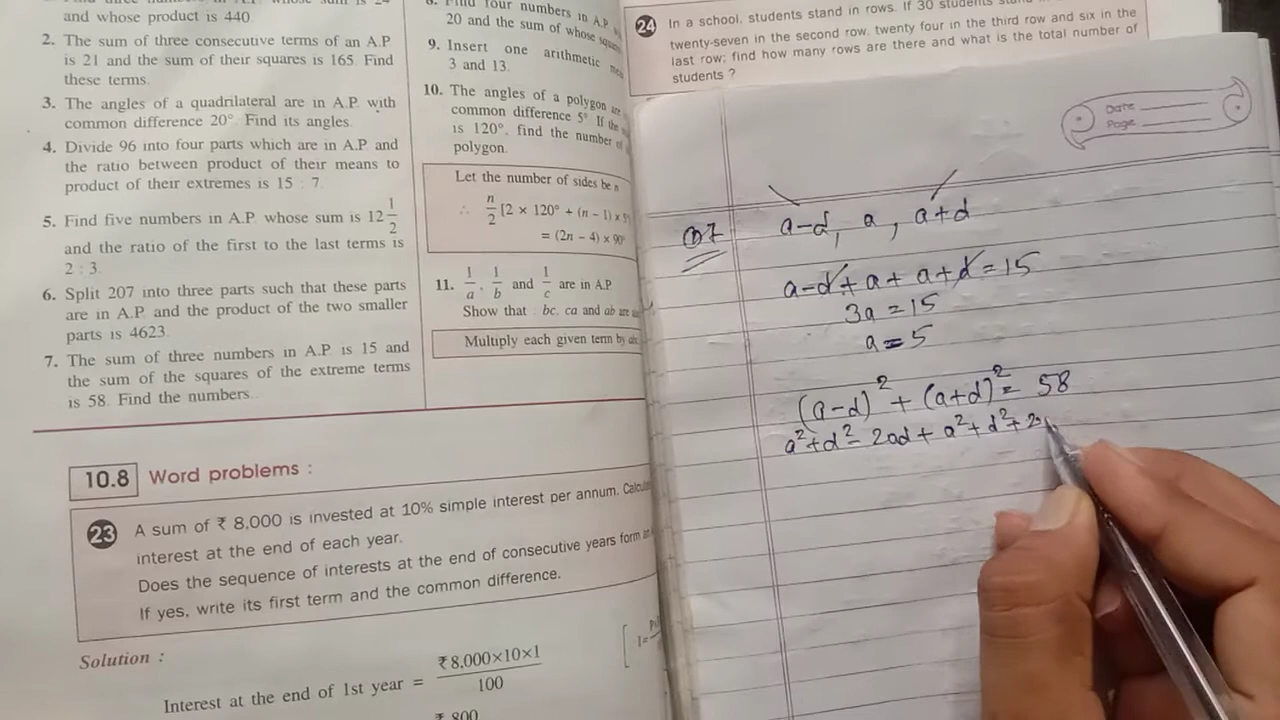 and whose product is 440.
2. The sum of three consecutive terms of an A.P.
is 21 and the sum of their squares is 165. Find
these terms.
3. The angles of a quadrilateral are in A.P. with
common difference 20°. Find its angles.
4. Divide 96 into four parts which are in A.P. and
the ratio between product of their means to
product of their extremes is 15 : 7.
5. Find five numbers in A.P. whose sum is 12 1/2
and the ratio of the first to the last terms is
2 : 3.
6. Split 207 into three parts such that these parts
are in A.P. and the product of the two smaller
parts is 4623.
7. The sum of three numbers in A.P. is 15 and
the sum of the squares of the extreme terms
is 58. Find the numbers.
8. Find four numbers in A.P.
20 and the sum of whose
9. Insert one arithmetic
3 and 13.
10. The angles of a polygon are
common difference 5°. If the
is 120°, find the number of
polygon.
Let the number of sides be n
∴ n/2 [2 × 120° + (n – 1) ×
= (2n – 4) × 90°
11. 1/a, 1/b and 1/c are in A.P.
Show that : bc, ca and ab are
Multiply each given term by
10.8 Word problems :
23 A sum of ₹ 8,000 is invested at 10% simple interest per annum.
interest at the end of each year.
Does the sequence of interests at the end of consecutive years form
If yes, write its first term and the common difference.
Solution :
Interest at the end of 1st year = ₹ 8,000×10×1/100
₹ 800
24 In a school, students stand in rows. If 30 students
twenty-seven in the second row, twenty four in the third row and six in the
last row; find how many rows are there and what is the total number of
students ?
Date
Page
Q7 a-d, a, a+d
a-d+a+a+d=15
3a=15
a=5
(a-d)²+(a+d)²=58
a²+d²-2ad+a²+d²+2